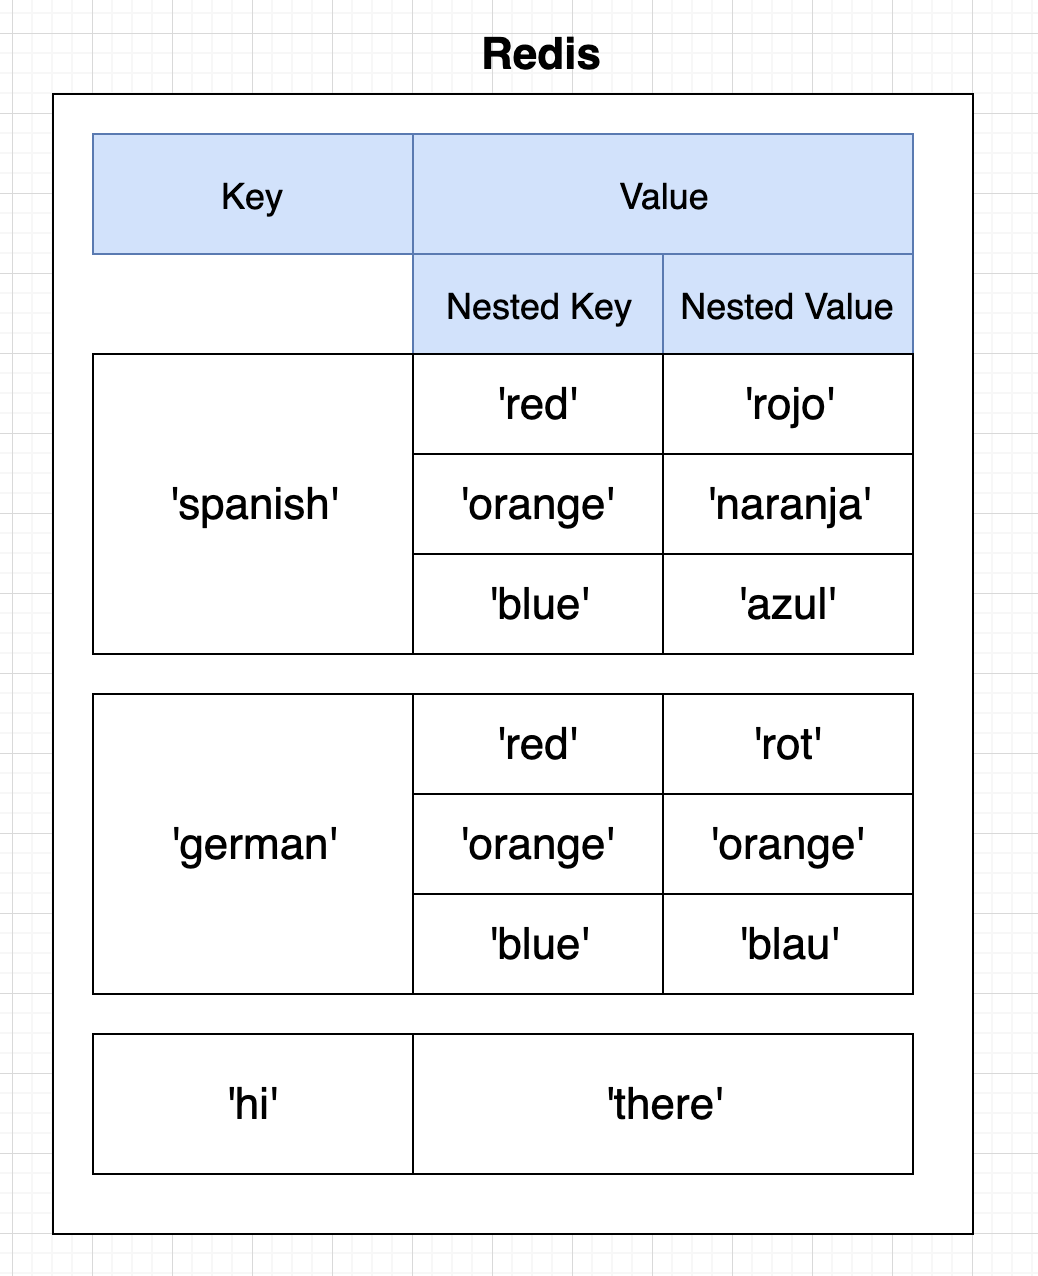 Redis
Key Value
Nested Key Nested Value
'spanish'
'red' 'rojo'
'orange' 'naranja'
'blue' 'azul'
'german'
'red' 'rot'
'orange' 'orange'
'blue' 'blau'
'hi' 'there'